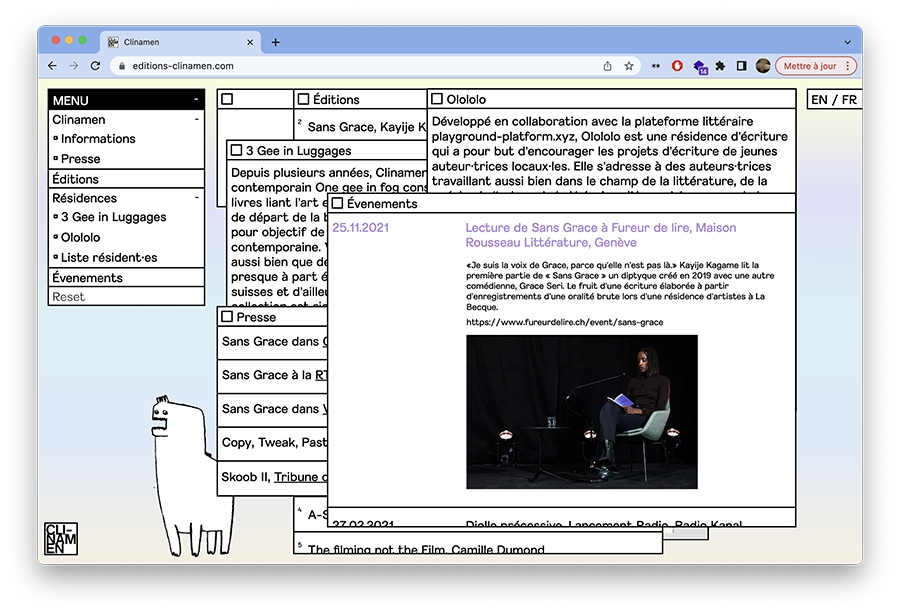 Clinamen
editions-clinamen.com
14
Mettre à jour
MENU -
Clinamen -
Informations
Presse
Éditions
Résidences -
3 Gee in Luggages
Olololo
Liste résident·es
Évenements
Reset
CLI-
NAM
EN
Éditions
2 Sans Grace, Kayije K
4 A-S
5 The filming not the Film, Camille Dumond
3 Gee in Luggages
Depuis plusieurs années, Clinamen
contemporain One gee in fog cons
livres liant l'art e
de départ de la b
pour objectif de
contemporaine. V
aussi bien que de
presque à part é
suisses et d'ailleu
Olololo
Développé en collaboration avec la plateforme littéraire
playground-platform.xyz, Olololo est une résidence d'écriture
qui a pour but d'encourager les projets d'écriture de jeunes
auteur·trices locaux·les. Elle s'adresse à des auteurs·trices
travaillant aussi bien dans le champ de la littérature, de la
Presse
Sans Grace dans
Sans Grace à la RT
Sans Grace dans V
Copy, Tweak, Past
Skoob II, Tribune d
Évenements
25.11.2021
Lecture de Sans Grace à Fureur de lire, Maison
Rousseau Littérature, Genève
«Je suis la voix de Grace, parce qu'elle n'est pas là.» Kayije Kagame lit la
première partie de « Sans Grace » un diptyque créé en 2019 avec une autre
comédienne, Grace Seri. Le fruit d'une écriture élaborée à partir
d'enregistrements d'une oralité brute lors d'une résidence d'artistes à La
Becque.
https://www.fureurdelire.ch/event/sans-grace
27.02.2021
Dielle précessive, Lancement Radio, Radio Kanal
EN / FR